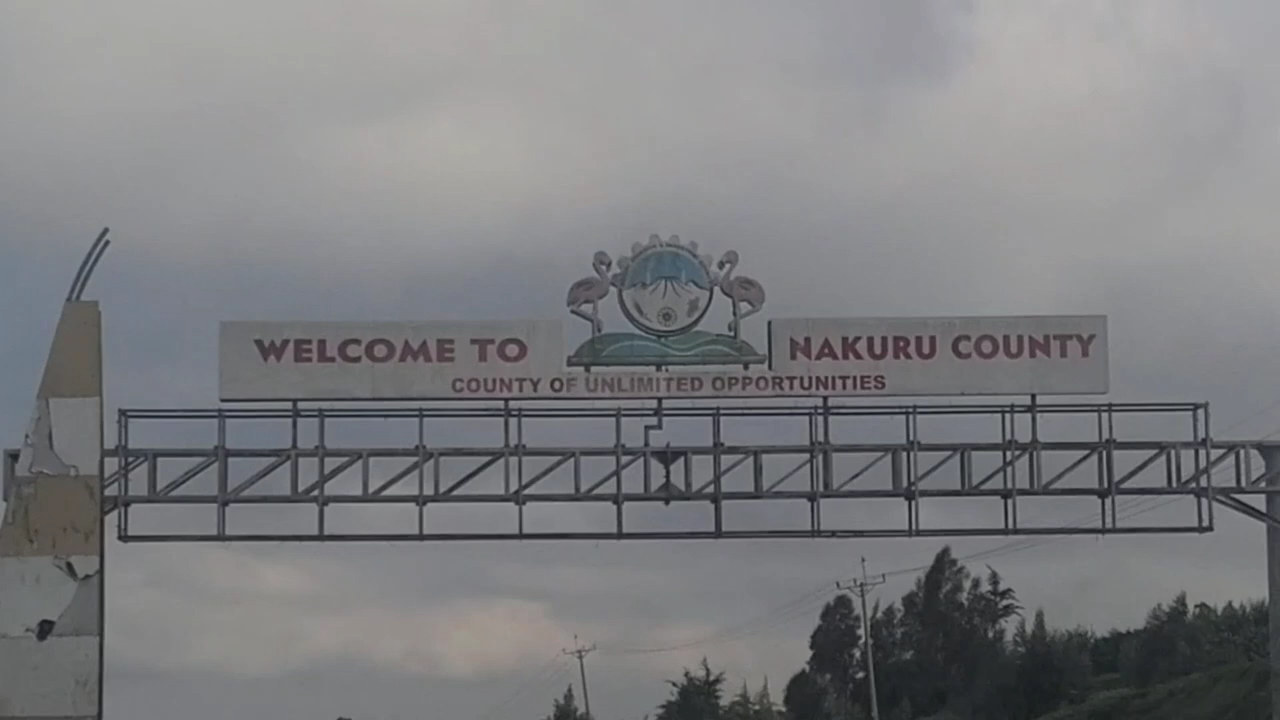 WELCOME TO NAKURU COUNTY
COUNTY OF UNLIMITED OPPORTUNITIES